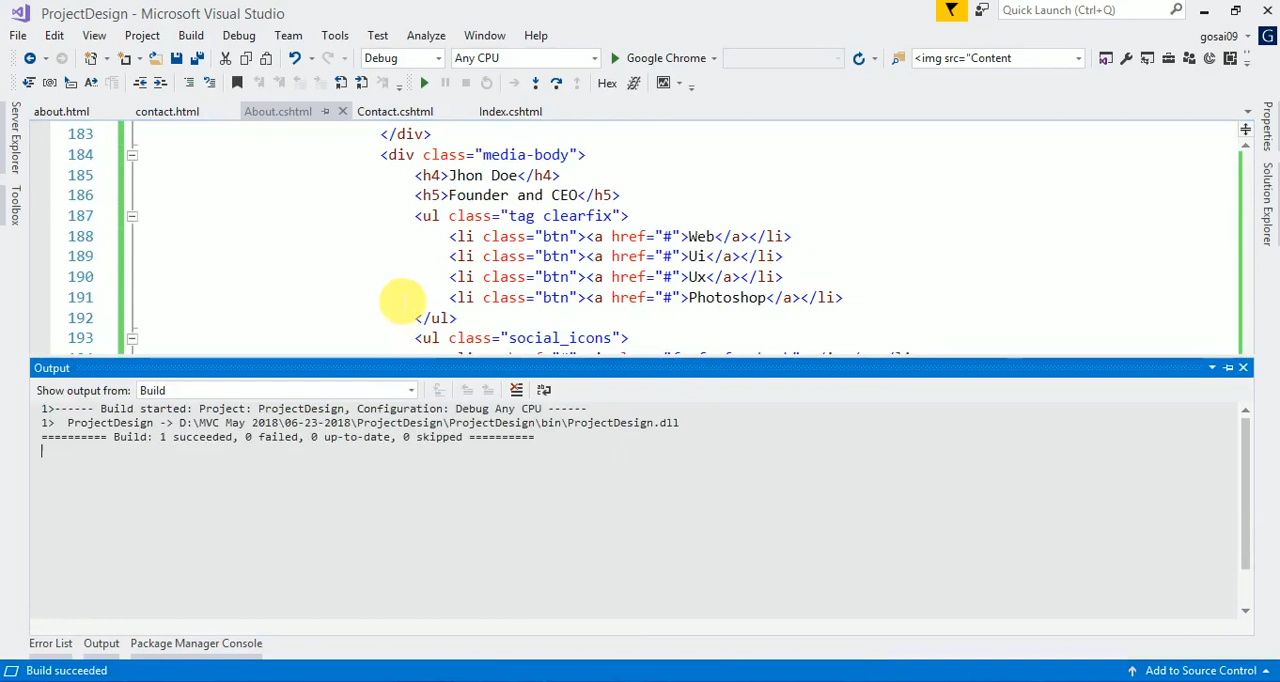 ProjectDesign - Microsoft Visual Studio
Quick Launch (Ctrl+Q)
File Edit View Project Build Debug Team Tools Test Analyze Window Help
gosai09 G
Debug Any CPU Google Chrome <img src="Content
Hex
about.html contact.html About.cshtml Contact.cshtml Index.cshtml
Server Explorer
Toolbox
Properties
Solution Explorer
183 </div>
184 <div class="media-body">
185 <h4>Jhon Doe</h4>
186 <h5>Founder and CEO</h5>
187 <ul class="tag clearfix">
188 <li class="btn"><a href="#">Web</a></li>
189 <li class="btn"><a href="#">Ui</a></li>
190 <li class="btn"><a href="#">Ux</a></li>
191 <li class="btn"><a href="#">Photoshop</a></li>
192 </ul>
193 <ul class="social_icons">
Output
Show output from: Build
1>------ Build started: Project: ProjectDesign, Configuration: Debug Any CPU ------
1> ProjectDesign -> D:\MVC May 2018\06-23-2018\ProjectDesign\ProjectDesign\bin\ProjectDesign.dll
========== Build: 1 succeeded, 0 failed, 0 up-to-date, 0 skipped ==========
Error List Output Package Manager Console
Build succeeded
Add to Source Control